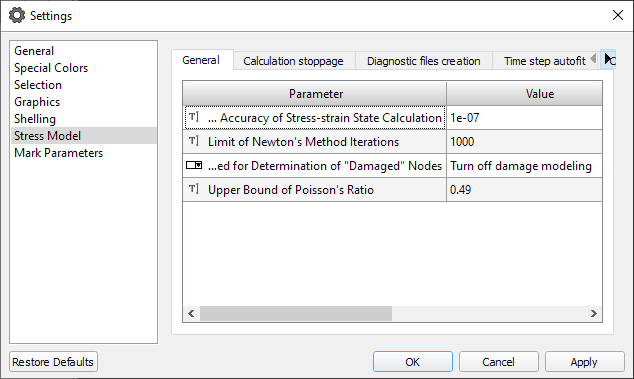 Settings
General
Special Colors
Selection
Graphics
Shelling
Stress Model
Mark Parameters
General
Calculation stoppage
Diagnostic files creation
Time step autofit
Parameter
Value
... Accuracy of Stress-strain State Calculation
1e-07
Limit of Newton's Method Iterations
1000
...ed for Determination of "Damaged" Nodes
Turn off damage modeling
Upper Bound of Poisson's Ratio
0.49
Restore Defaults
OK
Cancel
Apply